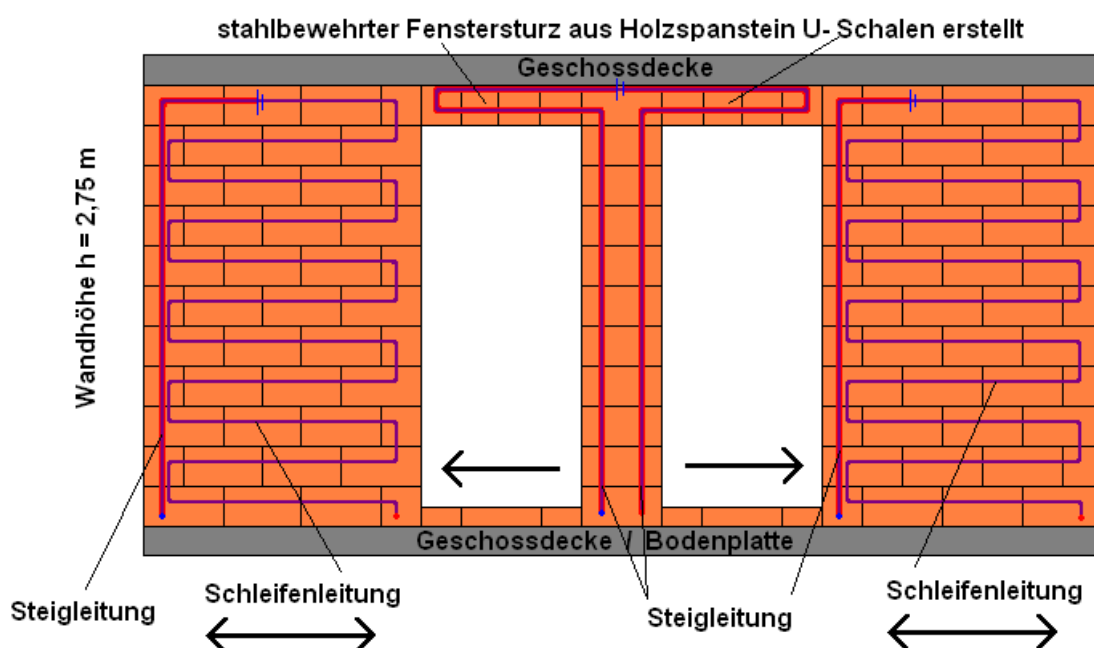 stahlbewehrter Fenstersturz aus Holzspanstein U- Schalen erstellt
Geschossdecke
Wandhöhe h = 2,75 m
Geschossdecke / Bodenplatte
Steigleitung
Schleifenleitung
Steigleitung
Schleifenleitung